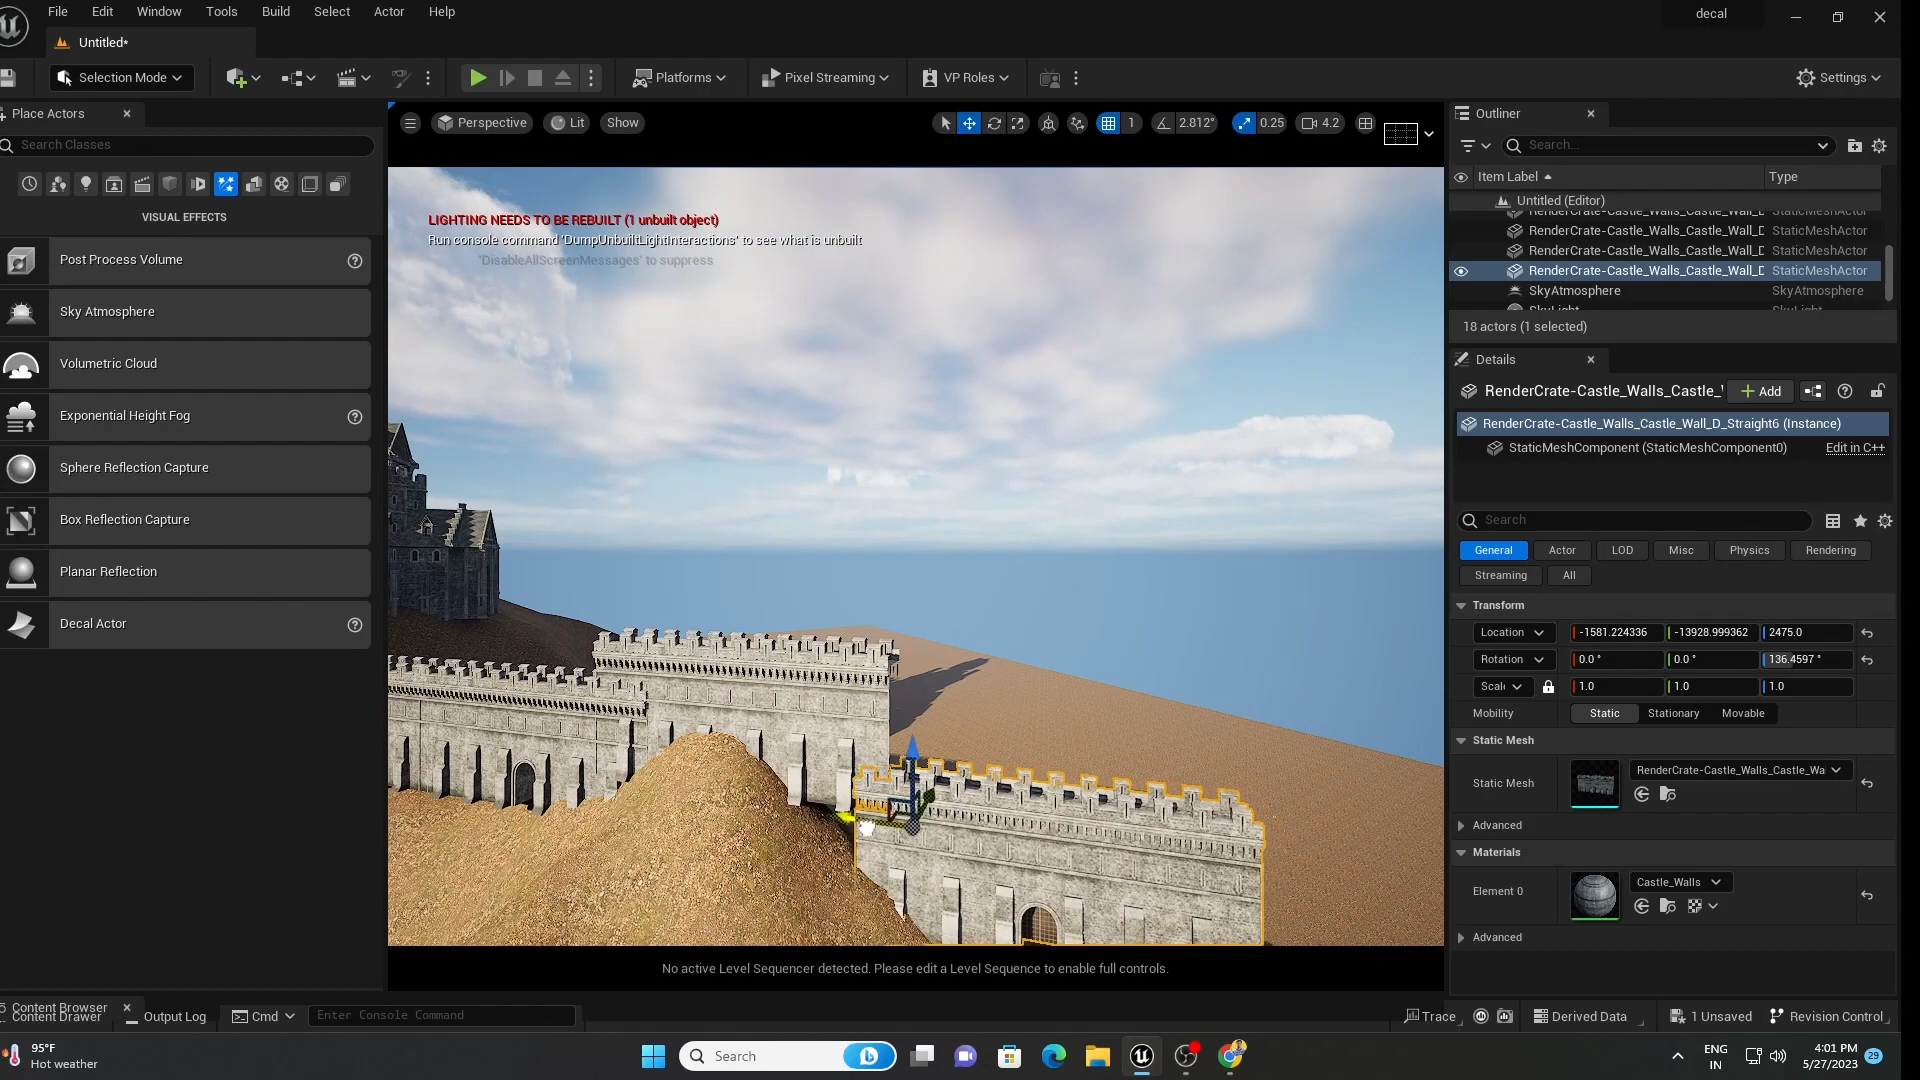 File Edit Window Tools Build Select Actor Help
decal
Untitled*
Selection Mode
Platforms
Pixel Streaming
VP Roles
Settings
Place Actors
Search Classes
VISUAL EFFECTS
Post Process Volume
Sky Atmosphere
Volumetric Cloud
Exponential Height Fog
Sphere Reflection Capture
Box Reflection Capture
Planar Reflection
Decal Actor
Perspective Lit Show
1 2.812° 0.25 4.2
LIGHTING NEEDS TO BE REBUILT (1 unbuilt object)
Run console command 'DumpUnbuiltLightInteractions' to see what is unbuilt
'DisableAllScreenMessages' to suppress
No active Level Sequencer detected. Please edit a Level Sequence to enable full controls.
Outliner
Search...
Item Label Type
Untitled (Editor)
RenderCrate-Castle_Walls_Castle_Wall_D StaticMeshActor
RenderCrate-Castle_Walls_Castle_Wall_D StaticMeshActor
RenderCrate-Castle_Walls_Castle_Wall_D StaticMeshActor
RenderCrate-Castle_Walls_Castle_Wall_D StaticMeshActor
SkyAtmosphere SkyAtmosphere
SkyLight SkyLight
18 actors (1 selected)
Details
RenderCrate-Castle_Walls_Castle_ Add
RenderCrate-Castle_Walls_Castle_Wall_D_Straight6 (Instance)
StaticMeshComponent (StaticMeshComponent0) Edit in C++
Search
General Actor LOD Misc Physics Rendering
Streaming All
Transform
Location -1581.224336 -13928.999362 2475.0
Rotation 0.0 ° 0.0 ° 136.4597 °
Scale 1.0 1.0 1.0
Mobility Static Stationary Movable
Static Mesh
Static Mesh RenderCrate-Castle_Walls_Castle_Wa
Advanced
Materials
Element 0 Castle_Walls
Advanced
Content Browser
Content Drawer Output Log Cmd Enter Console Command
Trace Derived Data 1 Unsaved Revision Control
95°F
Hot weather
Search
ENG
IN
4:01 PM
5/27/2023
29